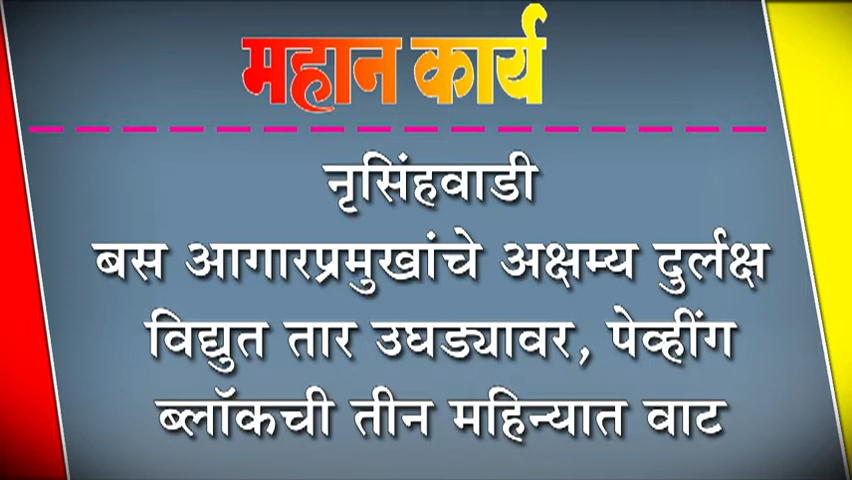 महान कार्य
नृसिंहवाडी
बस आगारप्रमुखांचे अक्षम्य दुर्लक्ष
विद्युत तार उघड्यावर, पेव्हींग
ब्लॉकची तीन महिन्यात वाट